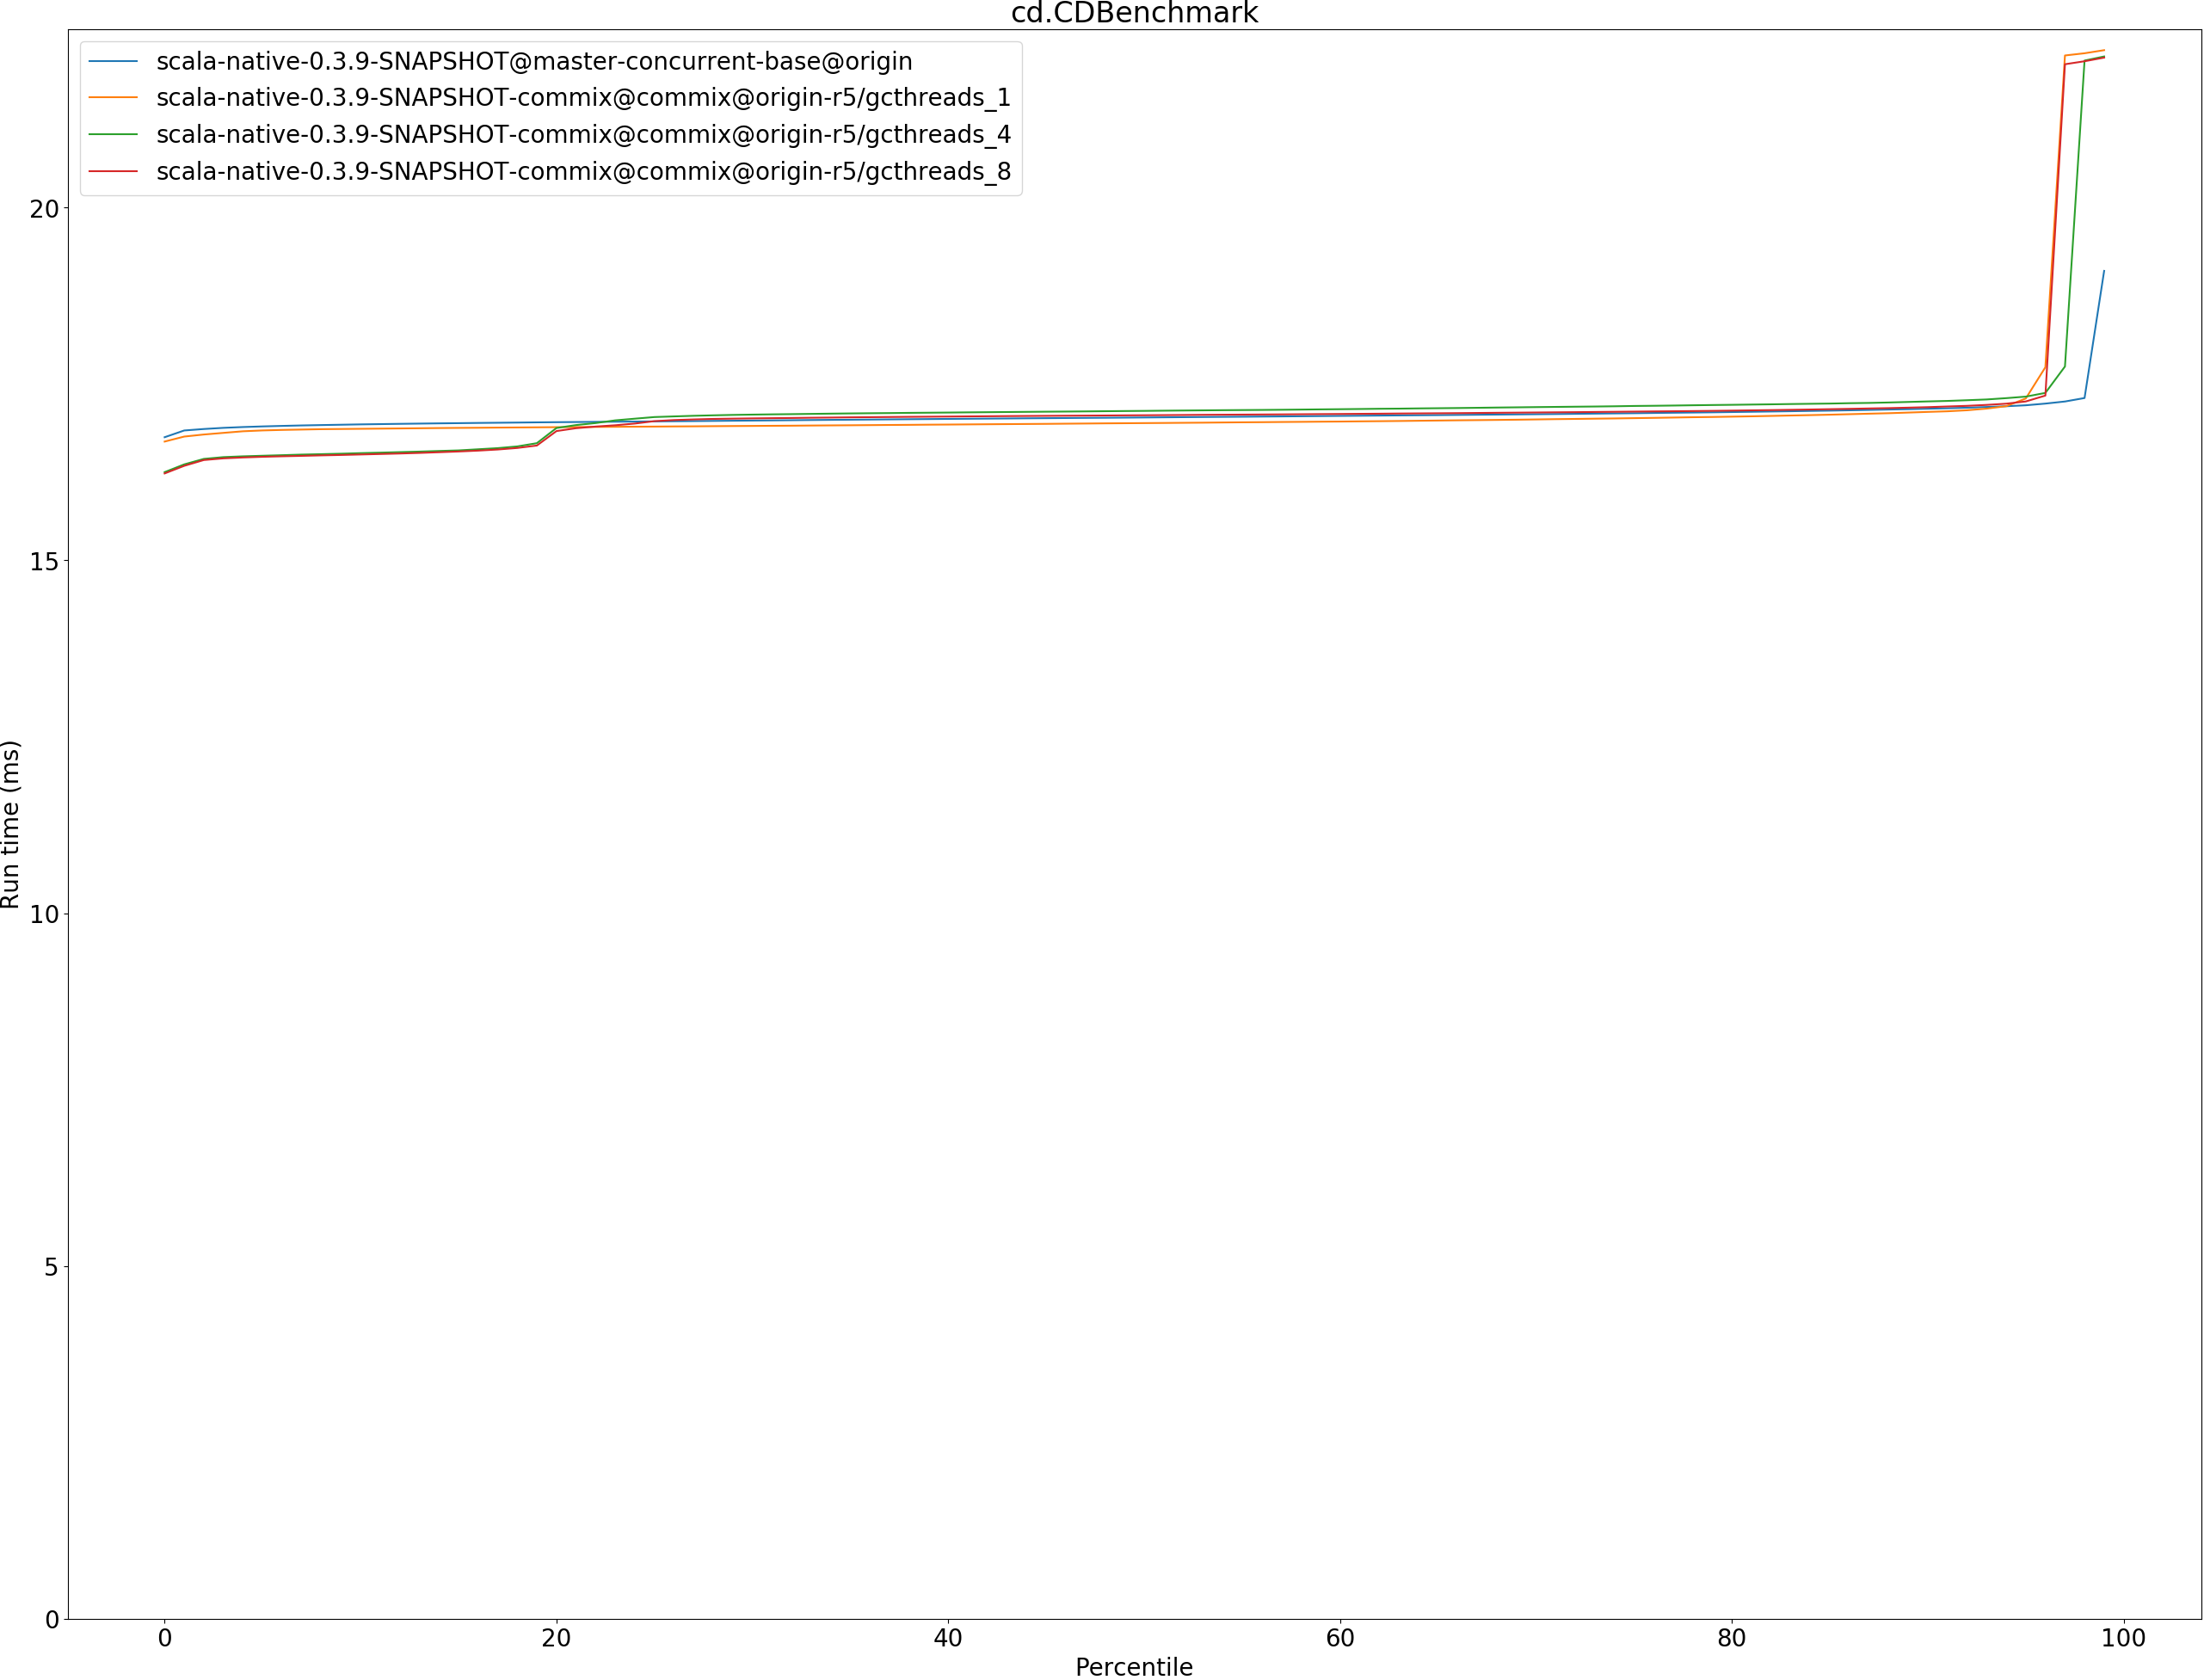 cd.CDBenchmark
scala-native-0.3.9-SNAPSHOT@master-concurrent-base@origin
scala-native-0.3.9-SNAPSHOT-commix@commix@origin-r5/gcthreads_1
scala-native-0.3.9-SNAPSHOT-commix@commix@origin-r5/gcthreads_4
scala-native-0.3.9-SNAPSHOT-commix@commix@origin-r5/gcthreads_8
20
15
10
5
0
Run time (ms)
0 20 40 60 80 100
Percentile